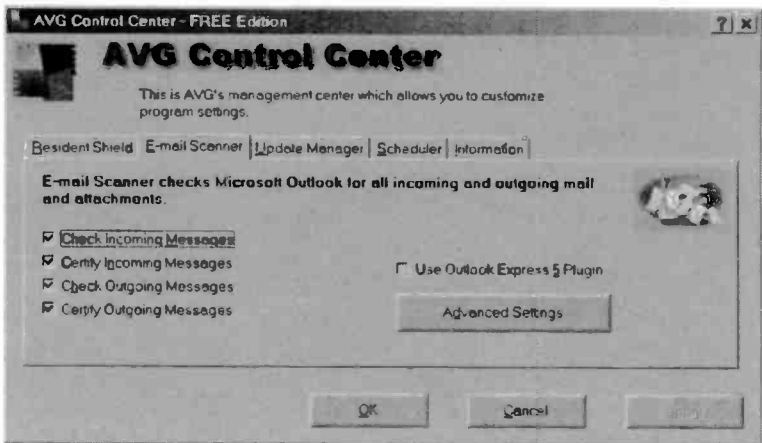 AVG Control Center - FREE Edition
AVG Control Center
This is AVG's management center which allows you to customize
program settings.
Resident Shield E-mail Scanner Update Manager Scheduler Information
E-mail Scanner checks Microsoft Outlook for all incoming and outgoing mail
and attachments.
Check Incoming Messages
Certify Incoming Messages
Check Outgoing Messages
Certify Outgoing Messages
Use Outlook Express 5 Plugin
Advanced Settings
OK Cancel